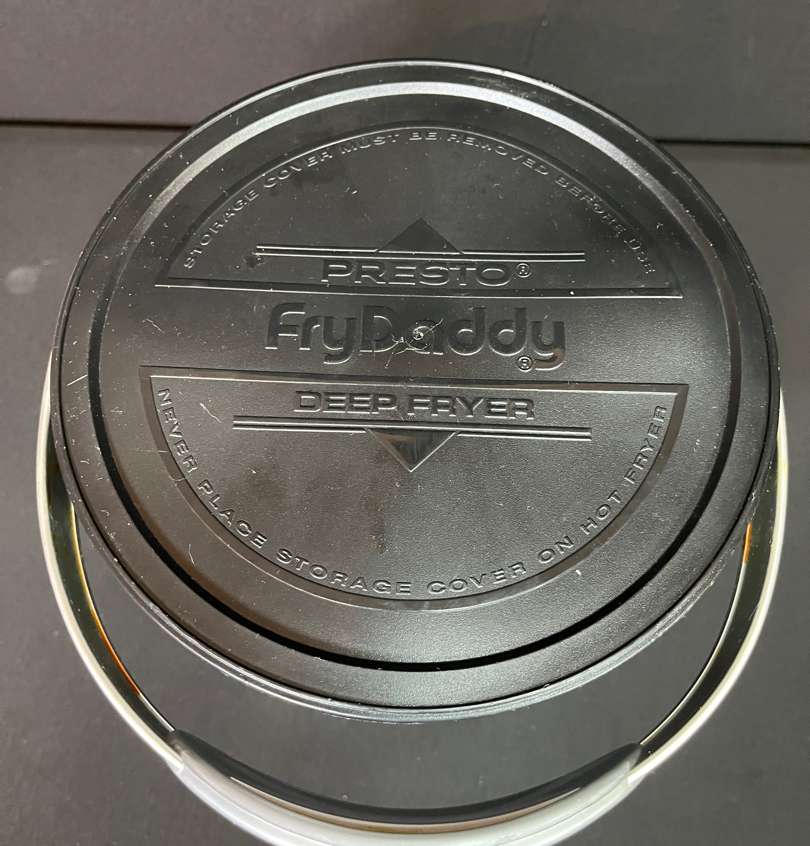 STORAGE COVER MUST BE REMOVED BEFORE USE
PRESTO®
FryDaddy®
DEEP FRYER
NEVER PLACE STORAGE COVER ON HOT FRYER